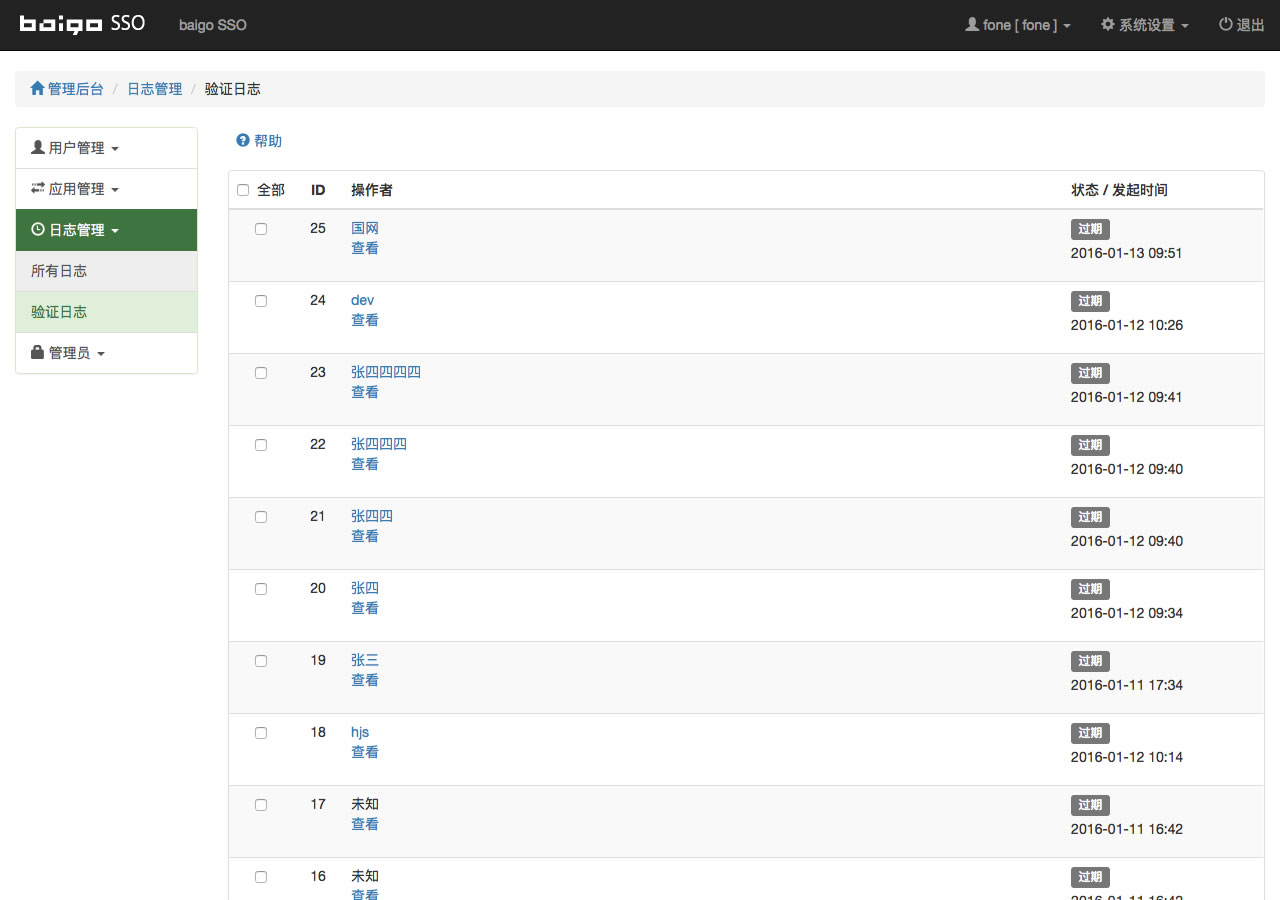 baigo SSO baigo SSO fone [ fone ] 系统设置 退出
管理后台 / 日志管理 / 验证日志
用户管理
应用管理
日志管理
所有日志
验证日志
管理员
帮助
全部 ID 操作者 状态 / 发起时间
25 国网 过期
查看 2016-01-13 09:51
24 dev 过期
查看 2016-01-12 10:26
23 张四四四四 过期
查看 2016-01-12 09:41
22 张四四四 过期
查看 2016-01-12 09:40
21 张四四 过期
查看 2016-01-12 09:40
20 张四 过期
查看 2016-01-12 09:34
19 张三 过期
查看 2016-01-11 17:34
18 hjs 过期
查看 2016-01-12 10:14
17 未知 过期
查看 2016-01-11 16:42
16 未知 过期
查看 2016-01-11 16:42